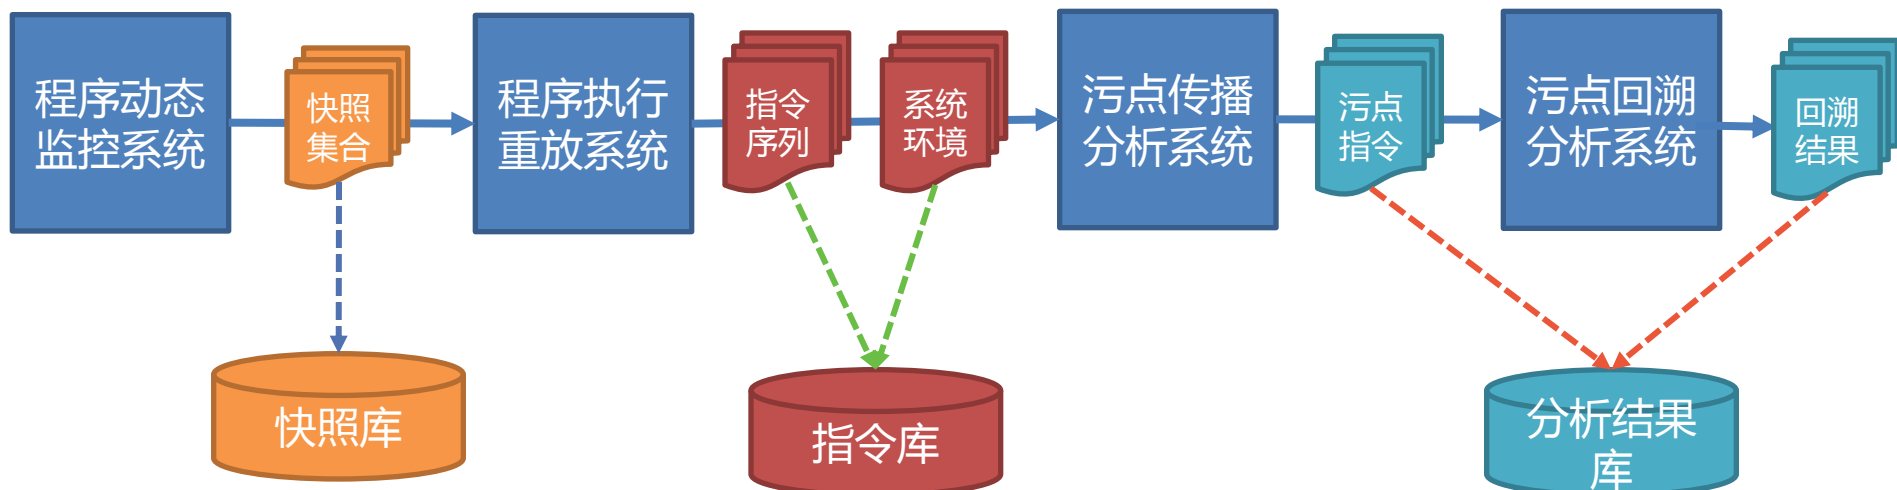 程序动态
监控系统
快照
集合
程序执行
重放系统
指令
序列
系统
环境
污点传播
分析系统
污点
指令
污点回溯
分析系统
回溯
结果
快照库
指令库
分析结果
库